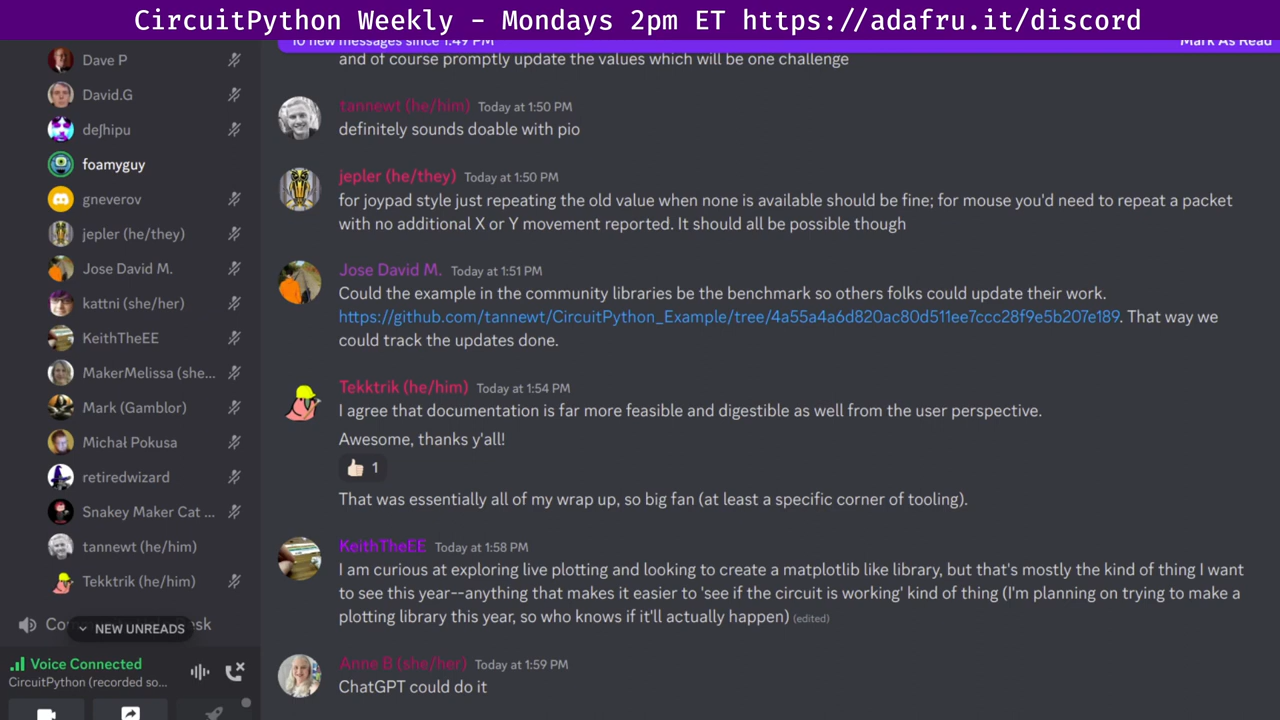 CircuitPython Weekly - Mondays 2pm ET https://adafru.it/discord
10 new messages since 1:49 PM
Mark As Read
Dave P
David.G
deʃhipu
foamyguy
gneverov
jepler (he/they)
Jose David M.
kattni (she/her)
KeithTheEE
MakerMelissa (she...
Mark (Gamblor)
Michał Pokusa
retiredwizard
Snakey Maker Cat ...
tannewt (he/him)
Tekktrik (he/him)
NEW UNREADS
Voice Connected
CircuitPython (recorded so...
and of course promptly update the values which will be one challenge
tannewt (he/him) Today at 1:50 PM
definitely sounds doable with pio
jepler (he/they) Today at 1:50 PM
for joypad style just repeating the old value when none is available should be fine; for mouse you'd need to repeat a packet
with no additional X or Y movement reported. It should all be possible though
Jose David M. Today at 1:51 PM
Could the example in the community libraries be the benchmark so others folks could update their work.
https://github.com/tannewt/CircuitPython_Example/tree/4a55a4a6d820ac80d511ee7ccc28f9e5b207e189. That way we
could track the updates done.
Tekktrik (he/him) Today at 1:54 PM
I agree that documentation is far more feasible and digestible as well from the user perspective.
Awesome, thanks y'all!
1
That was essentially all of my wrap up, so big fan (at least a specific corner of tooling).
KeithTheEE Today at 1:58 PM
I am curious at exploring live plotting and looking to create a matplotlib like library, but that's mostly the kind of thing I want
to see this year--anything that makes it easier to 'see if the circuit is working' kind of thing (I'm planning on trying to make a
plotting library this year, so who knows if it'll actually happen) (edited)
Anne B (she/her) Today at 1:59 PM
ChatGPT could do it